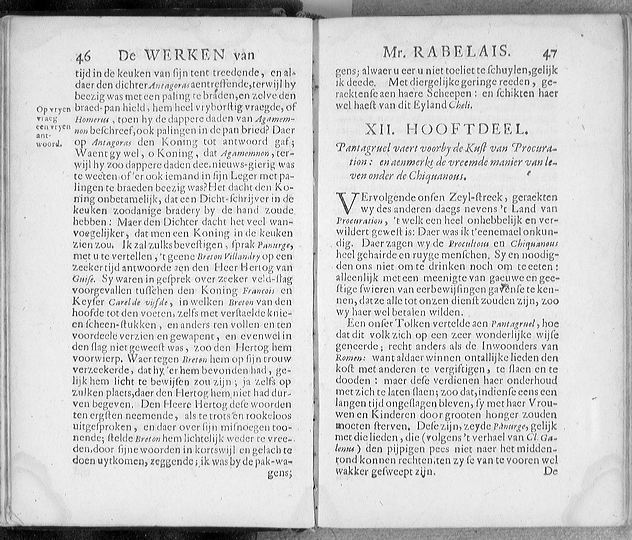 46 De WERKEN van
tijd in de keuken van sijn tent treedende, en al-
daer den dichter Antagoras aentreffende, terwijl hy
beezig was met een paling te braden, en zelve den
braed-pan hield, hem heel vryborstig vraegde, of
Homerus, toen hy de dappere daden van Agamem-
non beschreef, ook palingen in de pan bried? Daer
op Antagoras den Koning tot antwoord gaf;
Waent gy wel, o Koning, dat Agamemnon, ter-
wijl hy zoo dappere daden dee, nieus-gierig was
te weeten of 'er ook iemand in sijn Leger met pa-
lingen te braeden beezig was? Het dacht den Ko-
ning onbetamelijk, dat een Dicht-schrijver in de
keuken zoodanige bradery by de hand zoude
hebben: Maer den Dichter dacht het veel wan-
voegelijker, dat men een Koning in de keuken
zien zou. Ik zal zulks bevestigen, sprak Panurge,
met u te vertellen, 't geene Breton Villandry op een
zeeker tijd antwoorde aen den Heer Hertog van
Guise. Sy waren in gesprek over zeeker veld-slag
voorgevallen tusschen den Koning Francois en
Keyser Carel de vijfde, in welken Breton van den
hoofde tot den voeten, zelfs met verstaelde knie-
en scheen-stukken, en anders ten vollen en ten
voordeele verzien en gewapent, en evenwel in
den slag niet geweest was, zoo den Hertog hem
voorwierp. Waer tegen Breton hem op sijn trouw
verzeekerde, dat hy 'er hem bevonden had, ge-
lijk hem licht te bewijsen zou zijn; ja zelfs op
zulken plaets, daer den Hertog hem niet had dur-
ven begeven. Den Heere Hertog dese woorden
ten ergsten neemende, als te trots en rookeloos
uitgesproken, en daer over sijn misnoegen too-
nende; stelde Breton hem lichtelijk weder te vree-
den, door sijne woorden in kortswijl en gelach te
doen uytkomen, zeggende; ik was by de pak-wa-
gens;
Op vryen
vraeg
een vryen
ant-
woord.
Mr. RABELAIS. 47
gens; alwaer u eer u niet toeliet te schuylen, gelijk
ik deede. Met diergelijke geringe reeden, ge-
raekten se aen haere Scheepen: en schikten haer
wel haest van dit Eyland Cheli.
XII. HOOFTDEEL.
Pantagruel vaert voorby de Kust van Procura-
tion: en aenmerkt de vreemde manier van le-
ven onder de Chiquanous.
VErvolgende onsen Zeyl-streek, geraekten
wy des anderen daegs nevens 't Land van
Procuration, 't welk een heel onhebbelijk en ver-
wildert gewest is: Daer was ik t'eenemael onkun-
dig. Daer zagen wy de Procultous en Chiquanous
heel gehairde en ruyge menschen. Sy en noodig-
den ons niet om te drinken noch om te eeten:
alleenlijk met een meenigte van gaeuwe en gee-
stige swieren van eerbewijsingen gaven se te ken-
nen, dat ze alle tot onzen dienst zouden zijn, zoo
wy haer wel betalen wilden.
Een onser Tolken vertelde aen Pantagruel, hoe
dat dit volk zich op een zeer wonderlijke wijse
geneerde; recht anders als de Inwoonders van
Romen: want aldaer winnen ontallijke lieden den
kost met anderen te vergiftigen, te slaen en te
dooden: maer dese verdienen haer onderhoud
met zich te laten slaen; zoo dat, indien se eens een
langen tijd ongeslagen bleven, sy met haer Vrou-
wen en Kinderen door grooten honger zouden
moeten sterven. Dese zijn, zeyde Panurge, gelijk
met die lieden, die (volgens 't verhael van Cl. Ga-
lenus) den pijpigen pees niet naer het midden-
rond konnen rechten, ten zy se van te vooren wel
wakker gesweept zijn. De